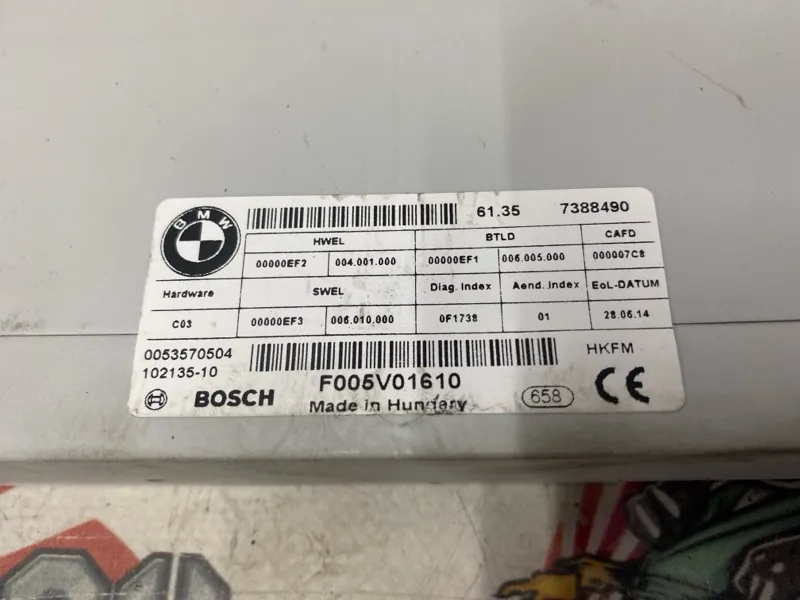 BMW
61.35 7388490
HWEL BTLD CAFD
00000EF2 004.001.000 00000EF1 006.005.000 000007C8
Hardware SWEL Diag.Index Aend.Index EoL-DATUM
C03 00000EF3 006.010.000 0F1738 01 28.06.14
0053570504 HKFM
102135-10 F005V01610
BOSCH Made in Hungary 658 CE